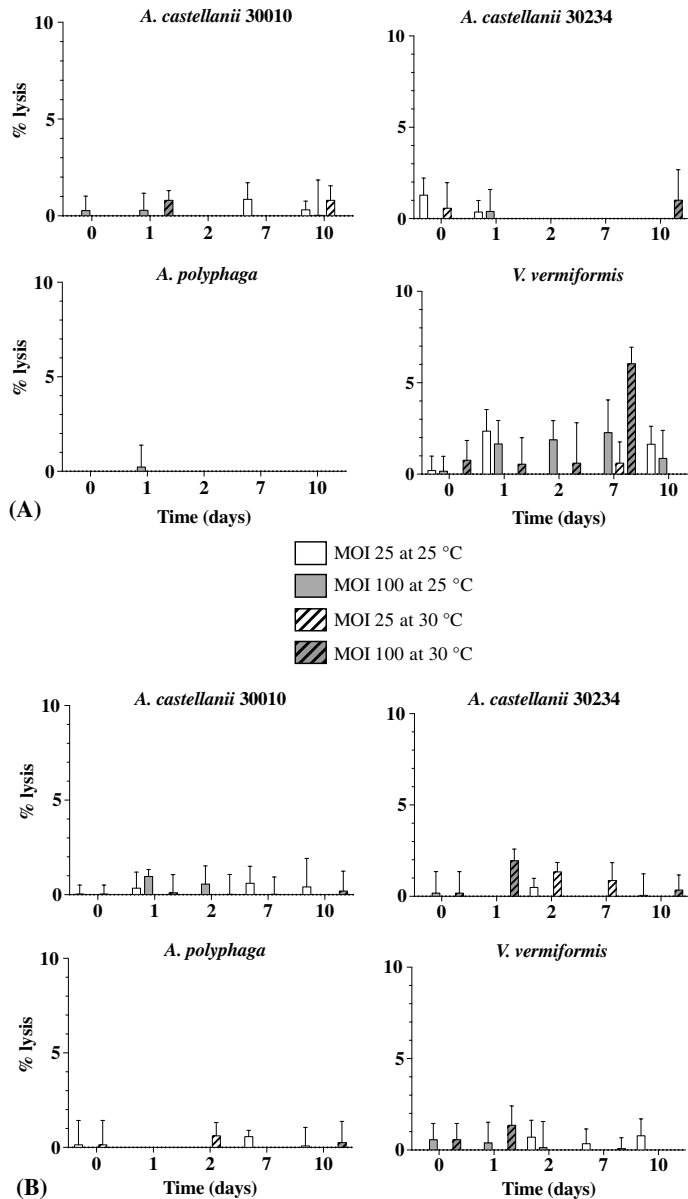 A. castellanii 30010
A. castellanii 30234
10
5
0
% lysis
0 1 2 7 10
10
5
0
0 1 2 7 10
A. polyphaga
V. vermiformis
10
5
0
% lysis
0 1 2 7 10
Time (days)
10
5
0
0 1 2 7 10
Time (days)
(A)
MOI 25 at 25 °C
MOI 100 at 25 °C
MOI 25 at 30 °C
MOI 100 at 30 °C
A. castellanii 30010
A. castellanii 30234
10
5
0
% lysis
0 1 2 7 10
10
5
0
0 1 2 7 10
A. polyphaga
V. vermiformis
10
5
0
% lysis
0 1 2 7 10
Time (days)
10
5
0
0 1 2 7 10
Time (days)
(B)